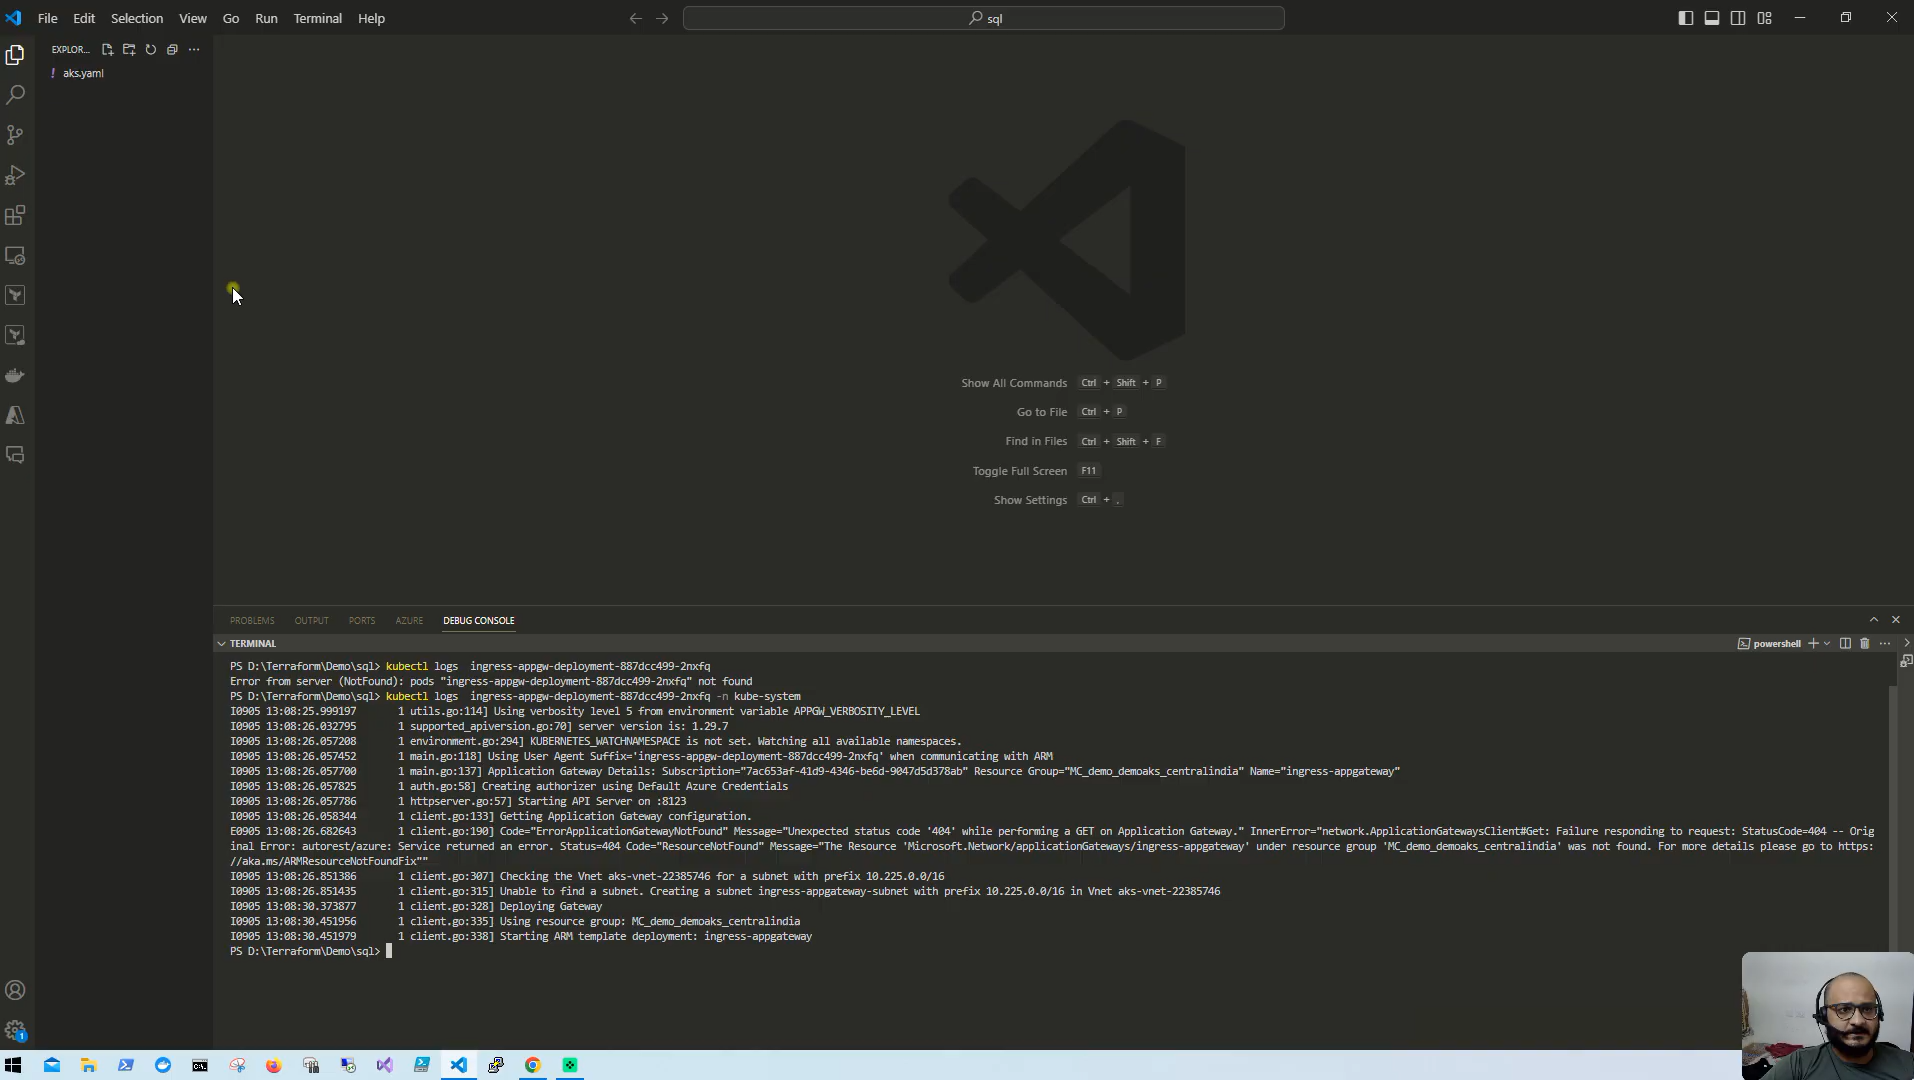 File Edit Selection View Go Run Terminal Help
sql
EXPLOR...
! aks.yaml
Show All Commands Ctrl + Shift + P
Go to File Ctrl + P
Find in Files Ctrl + Shift + F
Toggle Full Screen F11
Show Settings Ctrl + ,
PROBLEMS OUTPUT PORTS AZURE DEBUG CONSOLE
TERMINAL
powershell
PS D:\Terraform\Demo\sql> kubectl logs  ingress-appgw-deployment-887dcc499-2nxfq
Error from server (NotFound): pods "ingress-appgw-deployment-887dcc499-2nxfq" not found
PS D:\Terraform\Demo\sql> kubectl logs  ingress-appgw-deployment-887dcc499-2nxfq -n kube-system
I0905 13:08:25.999197       1 utils.go:114] Using verbosity level 5 from environment variable APPGW_VERBOSITY_LEVEL
I0905 13:08:26.032795       1 supported_apiversion.go:70] server version is: 1.29.7
I0905 13:08:26.057208       1 environment.go:294] KUBERNETES_WATCHNAMESPACE is not set. Watching all available namespaces.
I0905 13:08:26.057452       1 main.go:118] Using User Agent Suffix='ingress-appgw-deployment-887dcc499-2nxfq' when communicating with ARM
I0905 13:08:26.057700       1 main.go:137] Application Gateway Details: Subscription="7ac653af-41d9-4346-be6d-9047d5d378ab" Resource Group="MC_demo_demoaks_centralindia" Name="ingress-appgateway"
I0905 13:08:26.057825       1 auth.go:58] Creating authorizer using Default Azure Credentials
I0905 13:08:26.057786       1 httpserver.go:57] Starting API Server on :8123
I0905 13:08:26.058344       1 client.go:133] Getting Application Gateway configuration.
E0905 13:08:26.682643       1 client.go:190] Code="ErrorApplicationGatewayNotFound" Message="Unexpected status code '404' while performing a GET on Application Gateway." InnerError="network.ApplicationGatewaysClient#Get: Failure responding to request: StatusCode=404 -- Orig
inal Error: autorest/azure: Service returned an error. Status=404 Code="ResourceNotFound" Message="The Resource 'Microsoft.Network/applicationGateways/ingress-appgateway' under resource group 'MC_demo_demoaks_centralindia' was not found. For more details please go to https:
//aka.ms/ARMResourceNotFoundFix""
I0905 13:08:26.851386       1 client.go:307] Checking the Vnet aks-vnet-22385746 for a subnet with prefix 10.225.0.0/16
I0905 13:08:26.851435       1 client.go:315] Unable to find a subnet. Creating a subnet ingress-appgateway-subnet with prefix 10.225.0.0/16 in Vnet aks-vnet-22385746
I0905 13:08:30.373877       1 client.go:328] Deploying Gateway
I0905 13:08:30.451956       1 client.go:335] Using resource group: MC_demo_demoaks_centralindia
I0905 13:08:30.451979       1 client.go:338] Starting ARM template deployment: ingress-appgateway
PS D:\Terraform\Demo\sql>
1